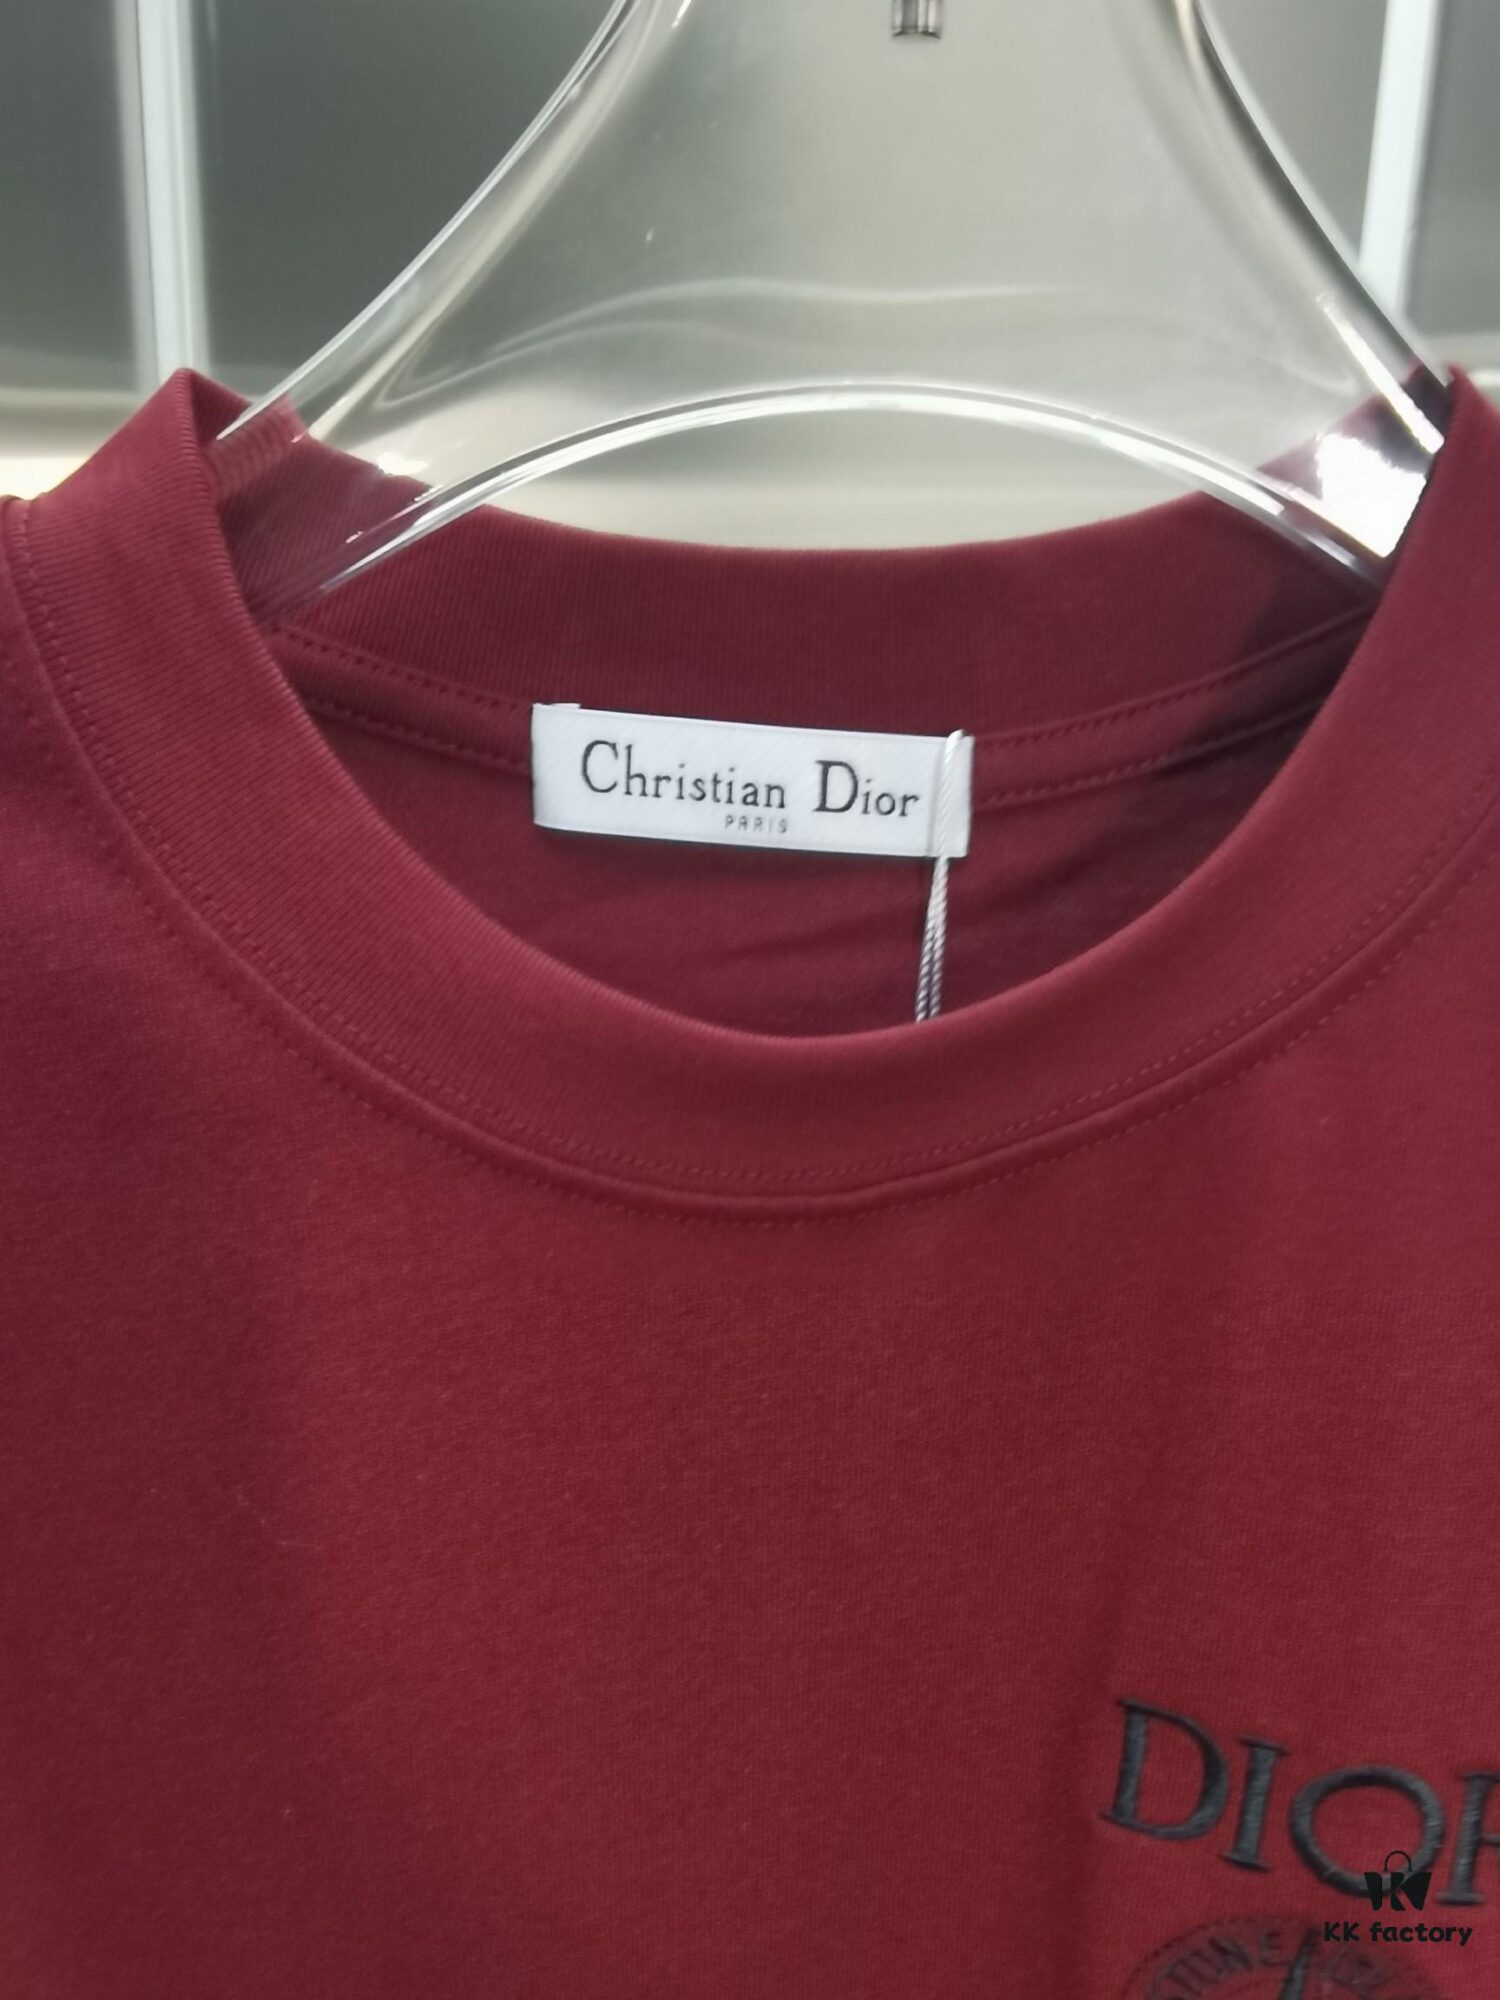 Christian Dior
PARIS
DIOR
KK factory